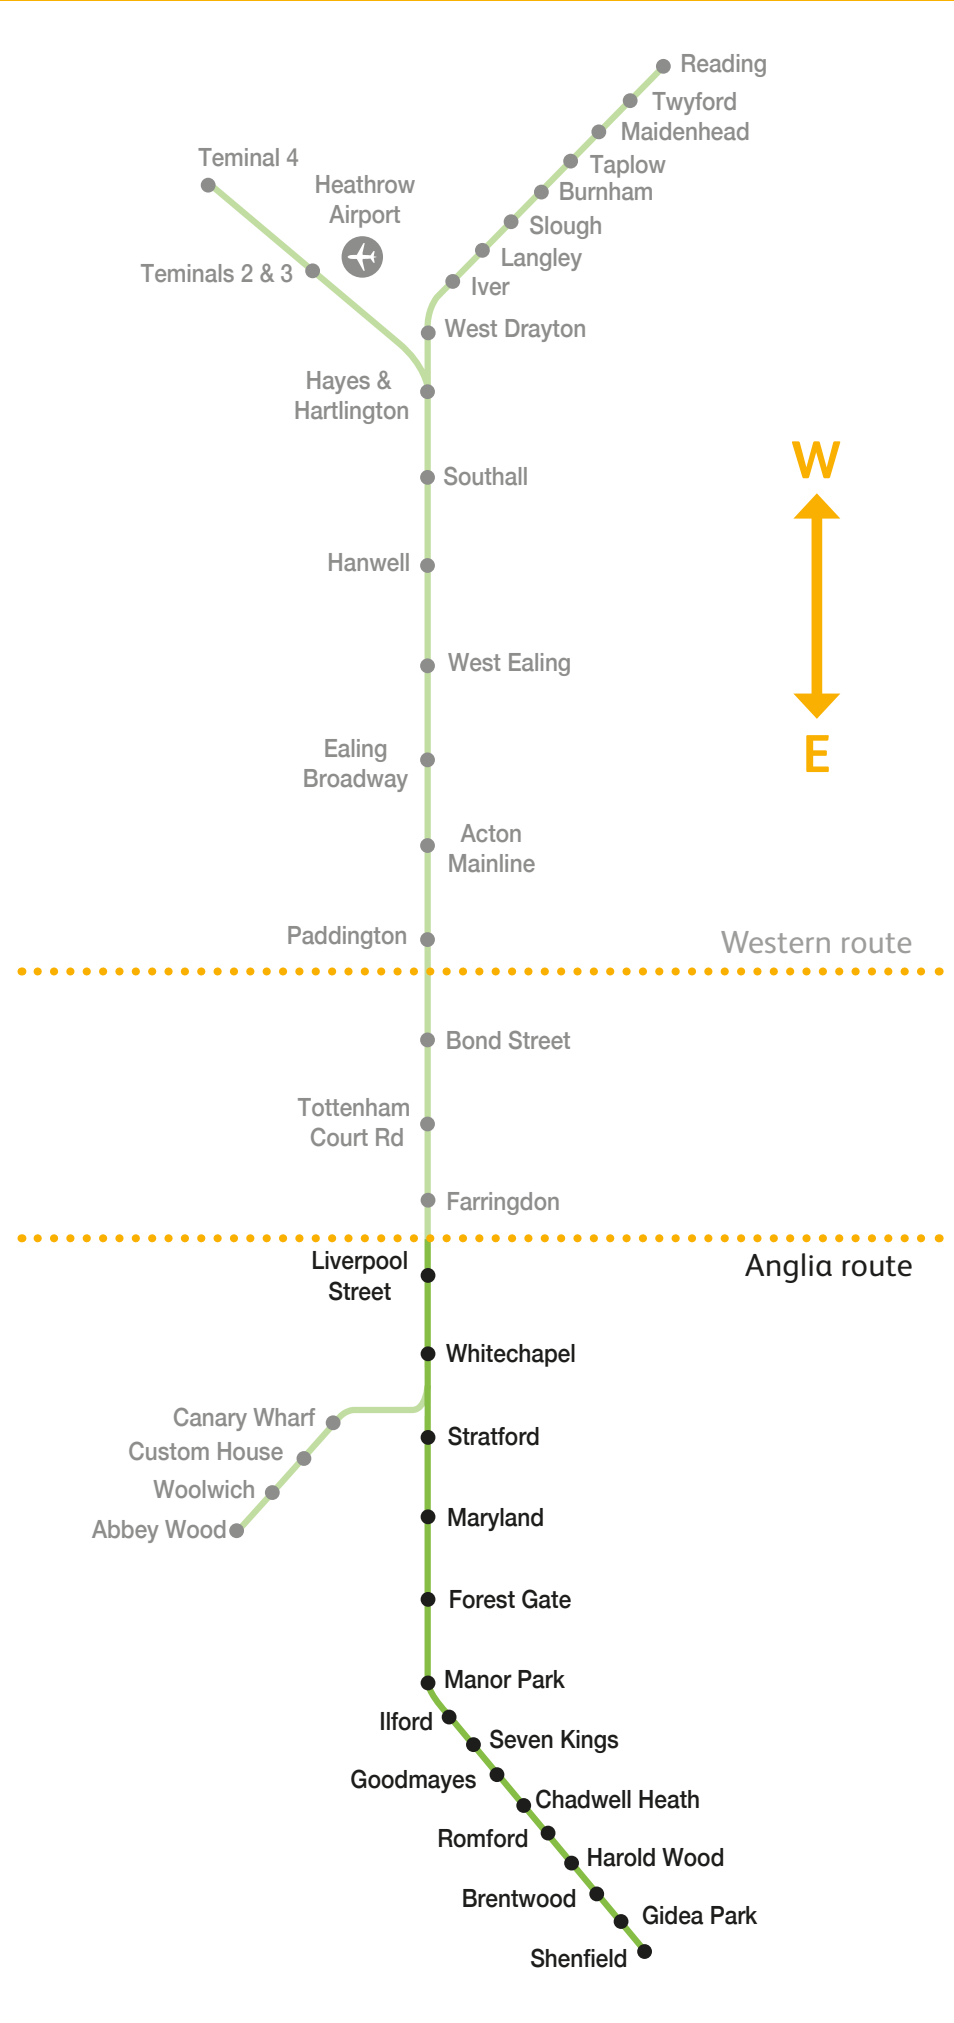 Reading
Twyford
Maidenhead
Teminal 4
Taplow
Heathrow
Airport
Burnham
Slough
Langley
Teminals 2 & 3
Iver
West Drayton
Hayes &
Hartlington
W
Southall
Hanwell
West Ealing
E
Ealing
Broadway
Acton
Mainline
Paddington
Western route
Bond Street
Tottenham
Court Rd
Farringdon
Liverpool
Street
Anglia route
Whitechapel
Canary Wharf
Stratford
Custom House
Woolwich
Maryland
Abbey Wood
Forest Gate
Manor Park
Ilford
Seven Kings
Goodmayes
Chadwell Heath
Romford
Harold Wood
Brentwood
Gidea Park
Shenfield